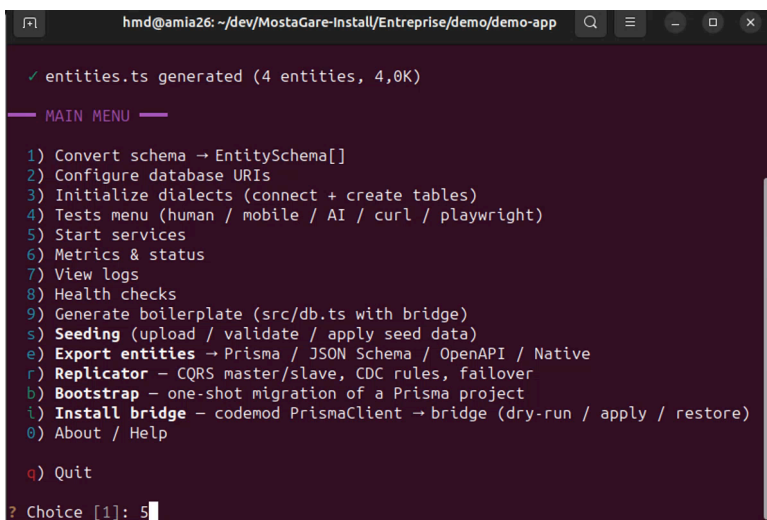 hmd@amia26: ~/dev/MostaGare-Install/Entreprise/demo/demo-app
✓ entities.ts generated (4 entities, 4,0K)
━━━ MAIN MENU ━━━
1) Convert schema → EntitySchema[]
2) Configure database URIs
3) Initialize dialects (connect + create tables)
4) Tests menu (human / mobile / AI / curl / playwright)
5) Start services
6) Metrics & status
7) View logs
8) Health checks
9) Generate boilerplate (src/db.ts with bridge)
s) Seeding (upload / validate / apply seed data)
e) Export entities → Prisma / JSON Schema / OpenAPI / Native
r) Replicator — CQRS master/slave, CDC rules, failover
b) Bootstrap — one-shot migration of a Prisma project
i) Install bridge — codemod PrismaClient → bridge (dry-run / apply / restore)
0) About / Help
q) Quit
? Choice [1]: 5